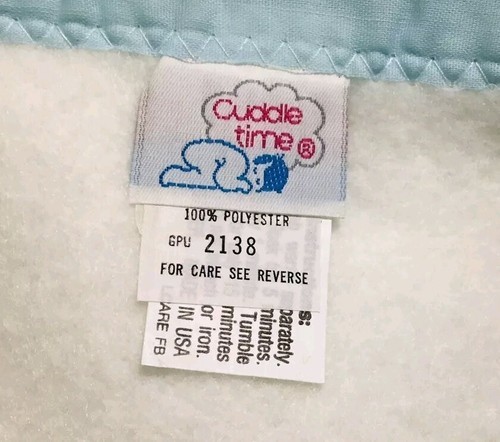 Cuddle
time®
100% POLYESTER
GPU 2138
FOR CARE SEE REVERSE
s:
parately.
minutes.
Tumble
minutes
or iron.
IN USA
ARE FB